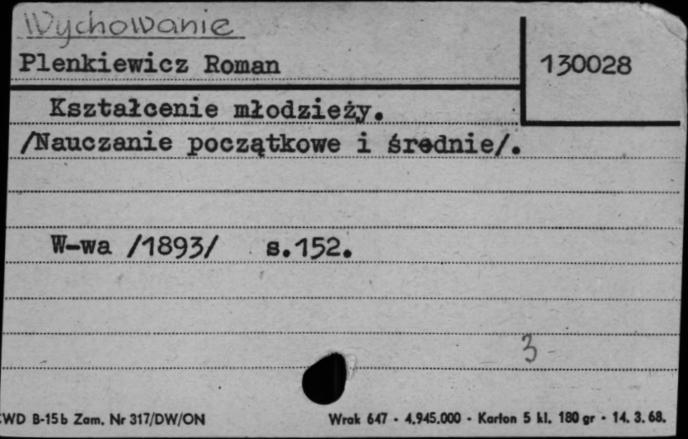 Wychowanie
Plenkiewicz Roman
130028
Kształcenie młodzieży.
/Nauczanie początkowe i średnie/.
W-wa /1893/ s.152.
3
CWD B-15b Zam. Nr 317/DW/ON
Wrak 647 - 4.945.000 - Karton 5 kl. 180 gr - 14. 3. 68.